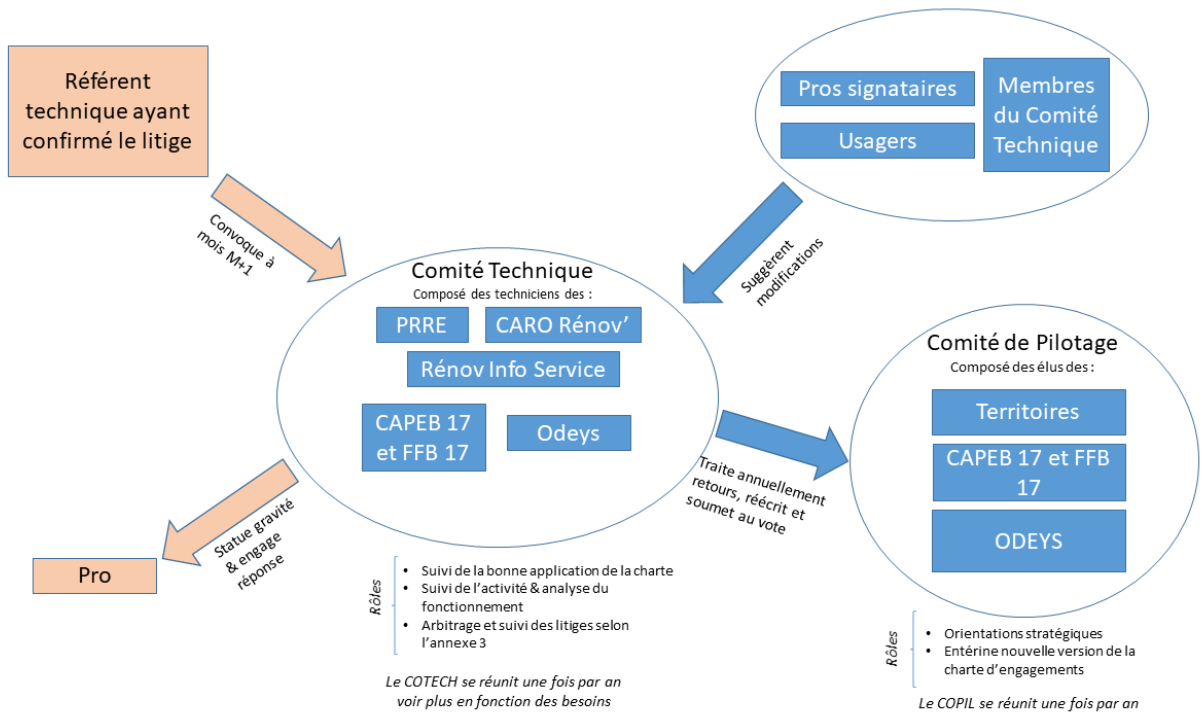 Référent
technique ayant
confirmé le litige
Convoque à
mois M+1
Pros signataires
Usagers
Membres
du Comité
Technique
Suggèrent
modifications
Comité Technique
Composé des techniciens des :
PRRE
CARO Rénov’
Rénov Info Service
CAPEB 17
et FFB 17
Odeys
Traite annuellement
retours, réécrit et
soumet au vote
Comité de Pilotage
Composé des élus des :
Territoires
CAPEB 17 et FFB
17
ODEYS
Statue gravité
& engage
réponse
Pro
Rôles
• Suivi de la bonne application de la charte
• Suivi de l’activité & analyse du
fonctionnement
• Arbitrage et suivi des litiges selon
l’annexe 3
Le COTECH se réunit une fois par an
voir plus en fonction des besoins
Rôles
• Orientations stratégiques
• Entérine nouvelle version de la
charte d’engagements
Le COPIL se réunit une fois par an